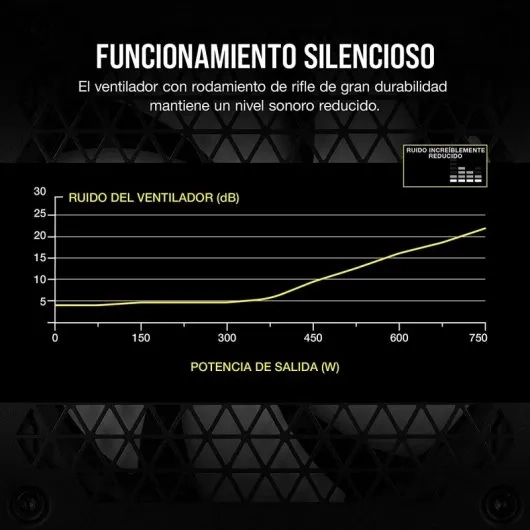 FUNCIONAMIENTO SILENCIOSO
El ventilador con rodamiento de rifle de gran durabilidad
mantiene un nivel sonoro reducido.
RUIDO INCREÍBLEMENTE
REDUCIDO
RUIDO DEL VENTILADOR (dB)
30
25
20
15
10
5
0 150 300 450 600 750
POTENCIA DE SALIDA (W)